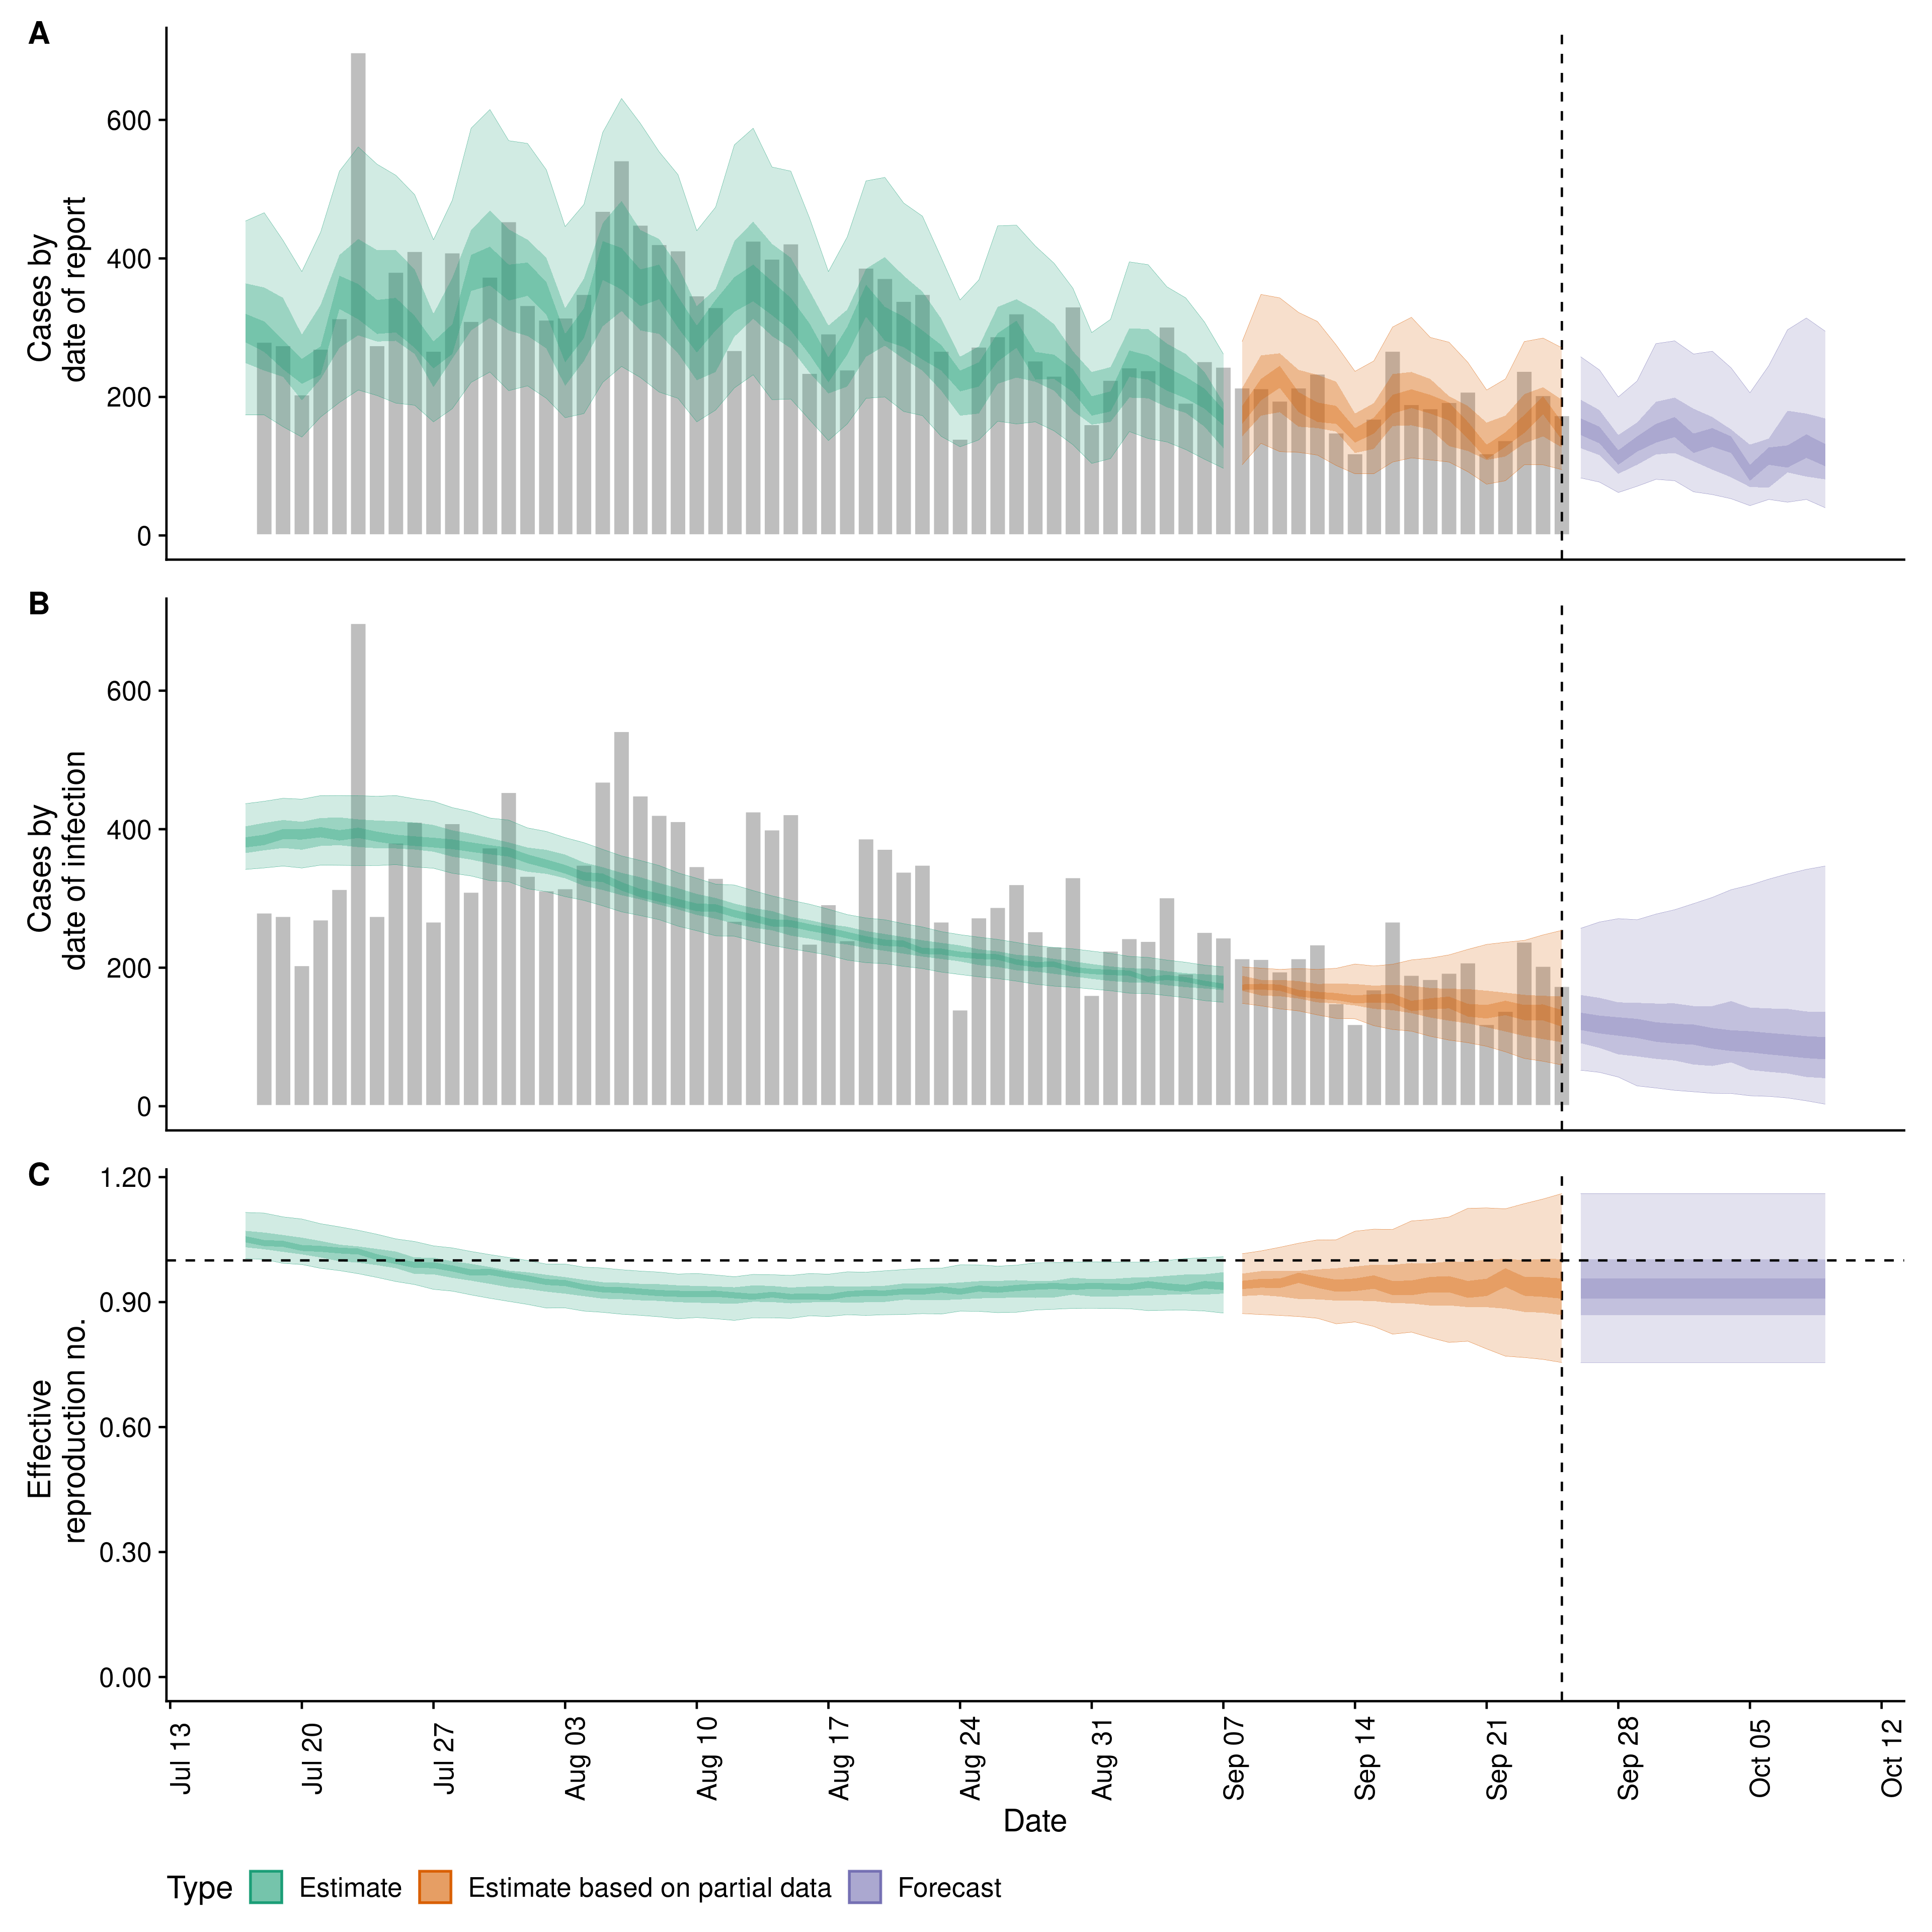 A
Cases by
date of report
600
400
200
0
B
Cases by
date of infection
600
400
200
0
C
Effective
reproduction no.
1.20
0.90
0.60
0.30
0.00
Jul 13
Jul 20
Jul 27
Aug 03
Aug 10
Aug 17
Aug 24
Aug 31
Sep 07
Sep 14
Sep 21
Sep 28
Oct 05
Oct 12
Date
Type
Estimate
Estimate based on partial data
Forecast